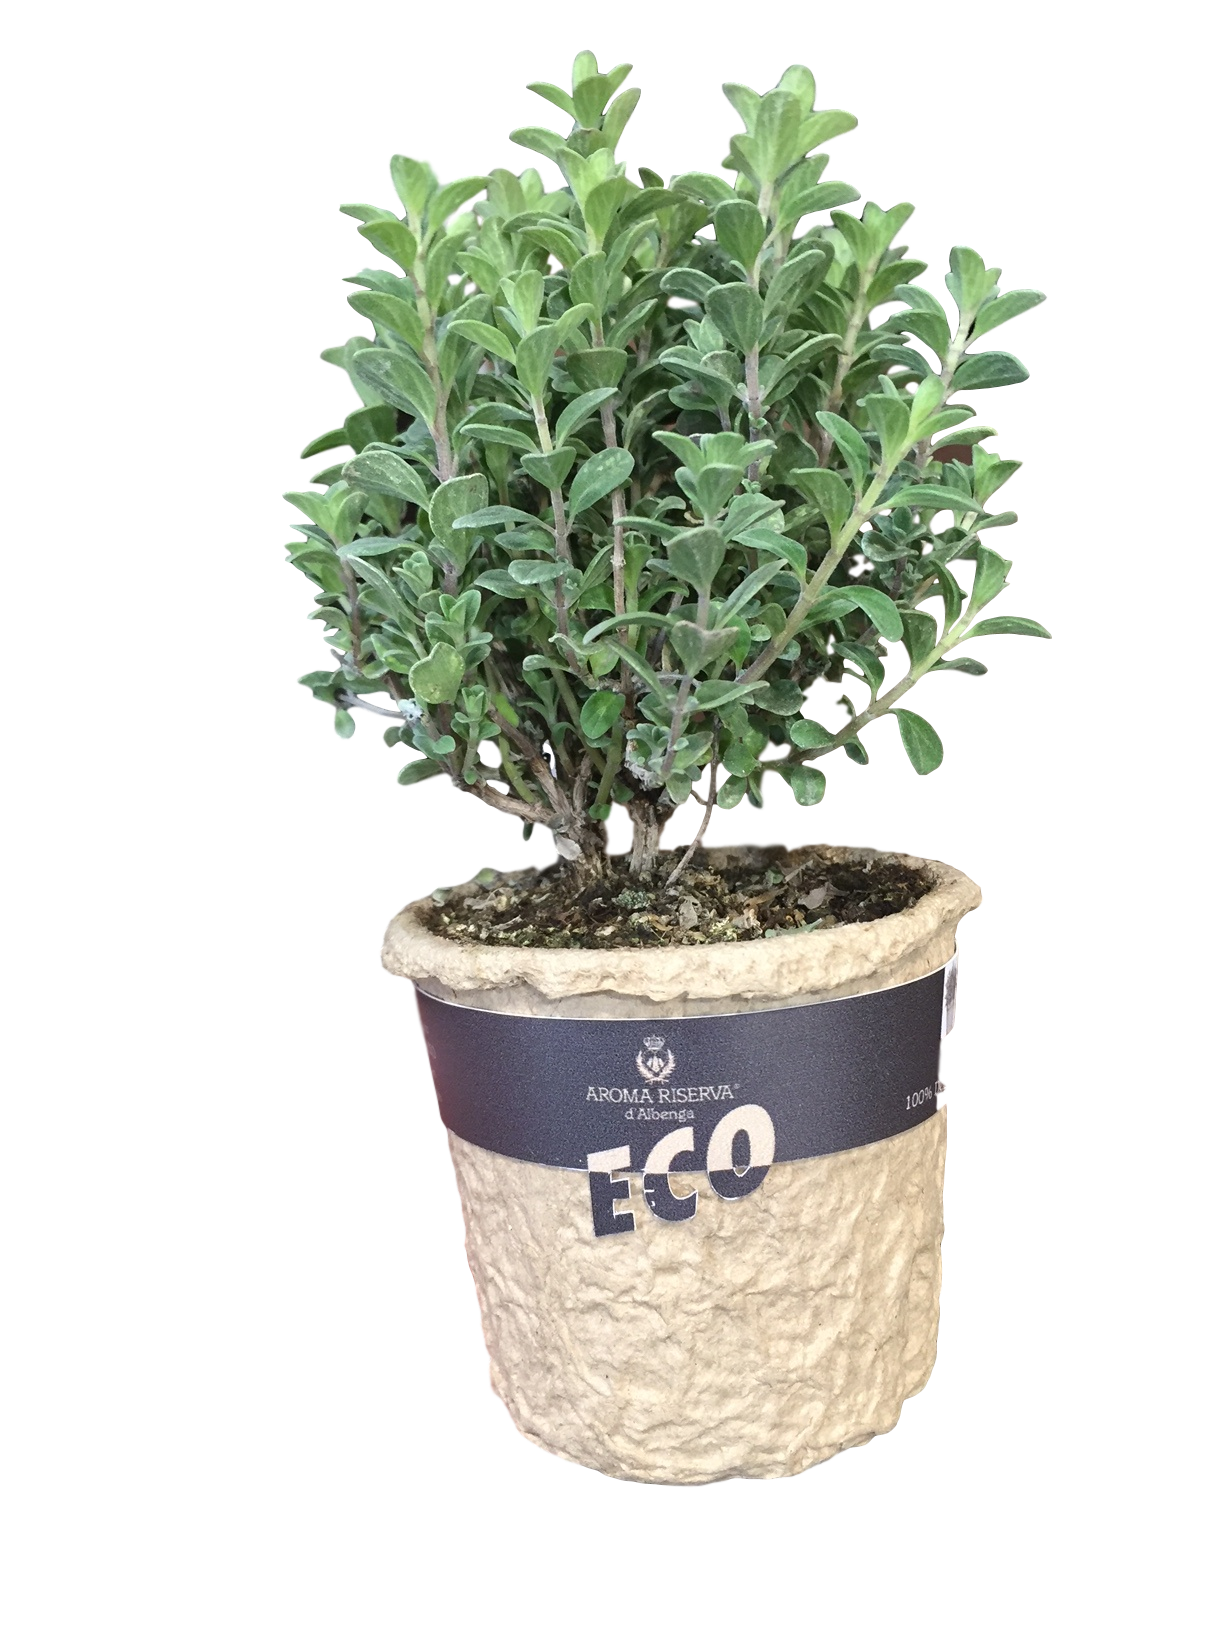 AROMA RISERVA®
d'Albenga
ECO
100%